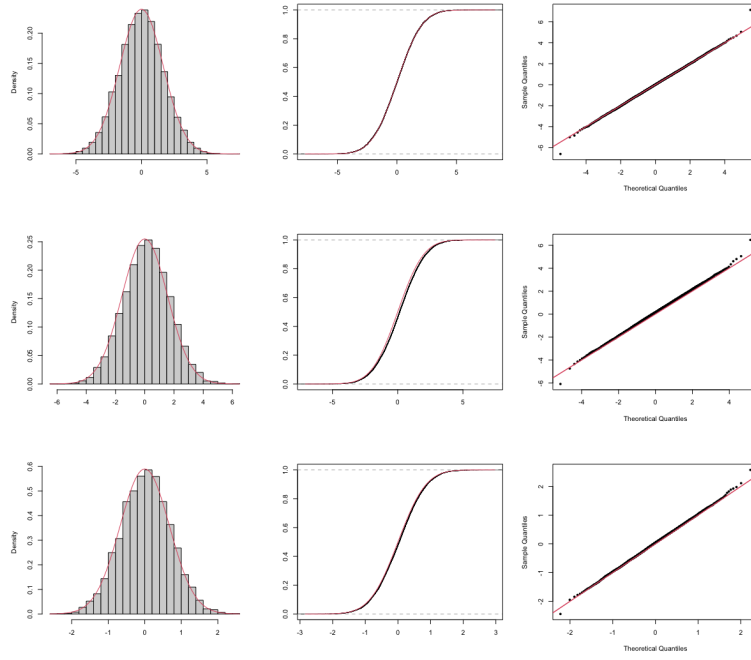 Density
0.00 0.05 0.10 0.15 0.20
-5 0 5
0.0 0.2 0.4 0.6 0.8 1.0
-5 0 5
Sample Quantiles
-6 -4 -2 0 2 4 6
-4 -2 0 2 4
Theoretical Quantiles
Density
0.00 0.05 0.10 0.15 0.20 0.25
-6 -4 -2 0 2 4 6
0.0 0.2 0.4 0.6 0.8 1.0
-5 0 5
Sample Quantiles
-6 -4 -2 0 2 4 6
-4 -2 0 2 4
Theoretical Quantiles
Density
0.0 0.1 0.2 0.3 0.4 0.5 0.6
-2 -1 0 1 2
0.0 0.2 0.4 0.6 0.8 1.0
-3 -2 -1 0 1 2 3
Sample Quantiles
-2 -1 0 1 2
-2 -1 0 1 2
Theoretical Quantiles